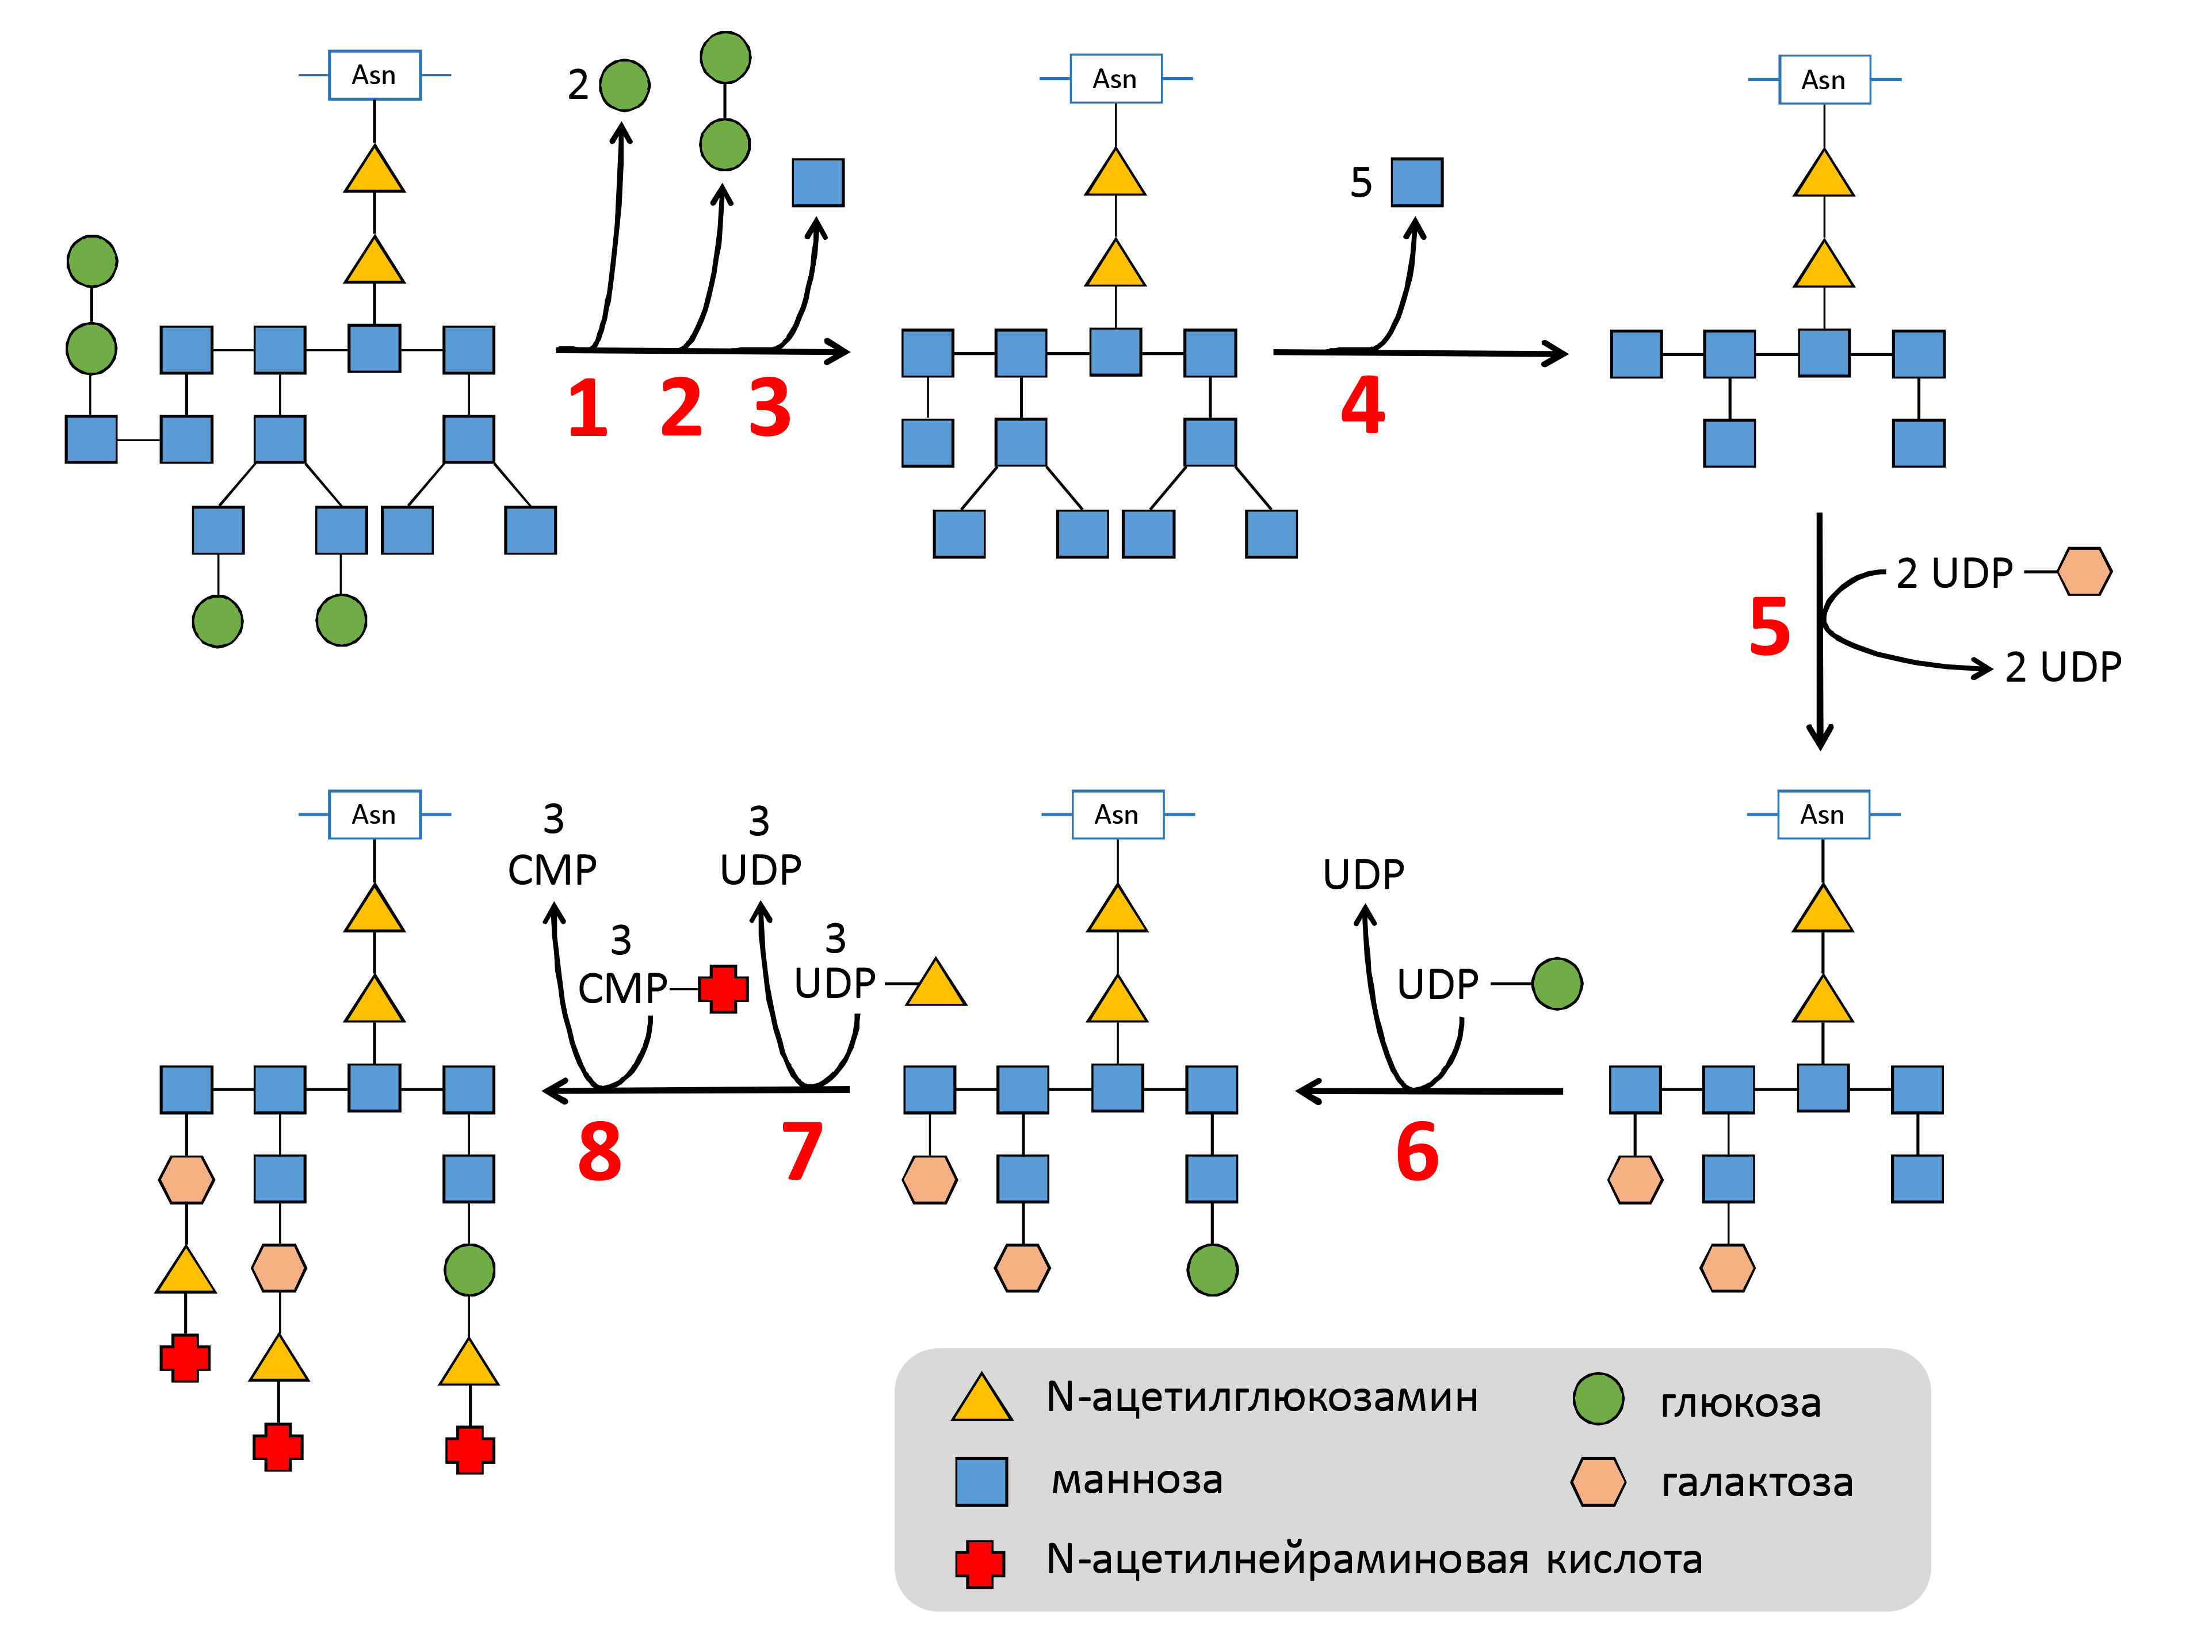 Asn
2
Asn
5
Asn
1 2 3
4
5
2 UDP
2 UDP
Asn
3
CMP
3
UDP
3
CMP
3
UDP
8
7
Asn
UDP
UDP
6
Asn
N-ацетилглюкозамин
глюкоза
манноза
галактоза
N-ацетилнейраминовая кислота